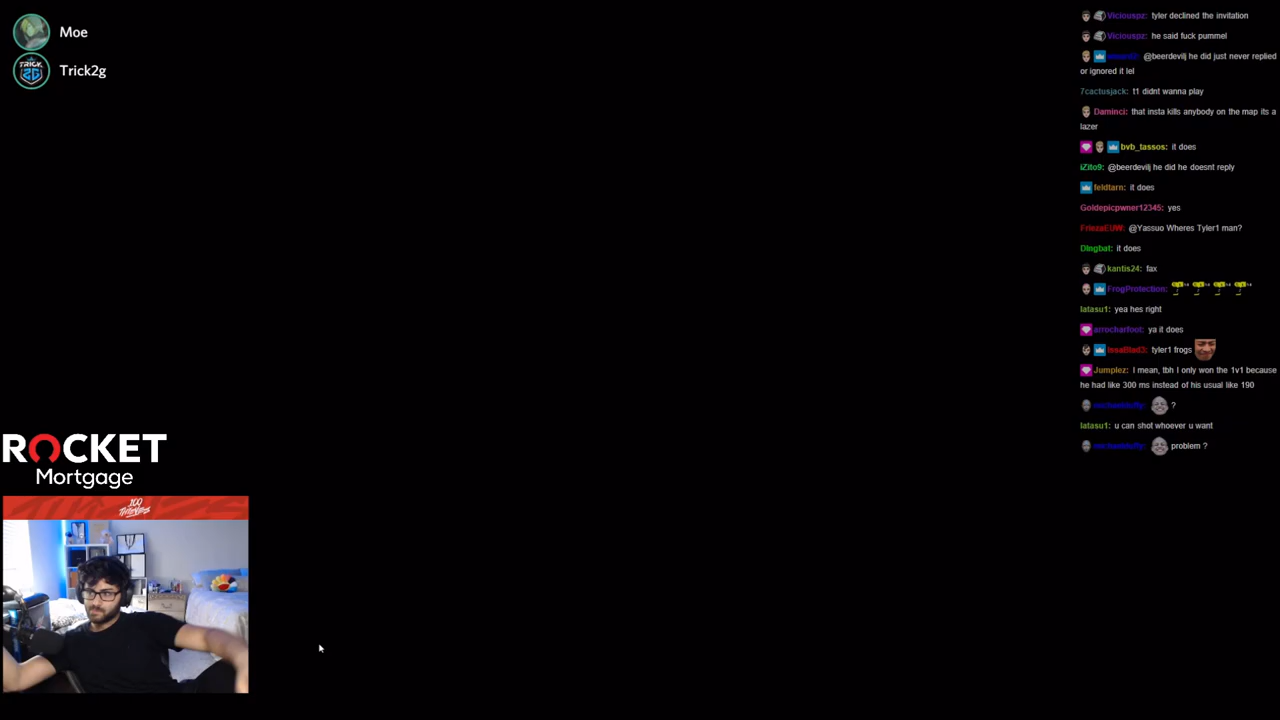 Moe
Trick2g
TRICK
2G
ROCKET
Mortgage
100
THIEVES
Viciouspz: tyler declined the invitation
Viciouspz: he said fuck pummel
@beerdevilj he did just never replied
or ignored it lel
7cactusjack: t1 didnt wanna play
Daminci: that insta kills anybody on the map its a
lazer
bvb_tassos: it does
iZito9: @beerdevilj he did he doesnt reply
feldtarn: it does
Goldepicpwner12345: yes
FriezaEUW: @Yassuo Wheres Tyler1 man?
Dingbat: it does
kantis24: fax
FrogProtection:
latasu1: yea hes right
arrocharfoot: ya it does
IssaBlad3: tyler1 frogs
Jumplez: I mean, tbh I only won the 1v1 because
he had like 300 ms instead of his usual like 190
?
latasu1: u can shot whoever u want
problem ?